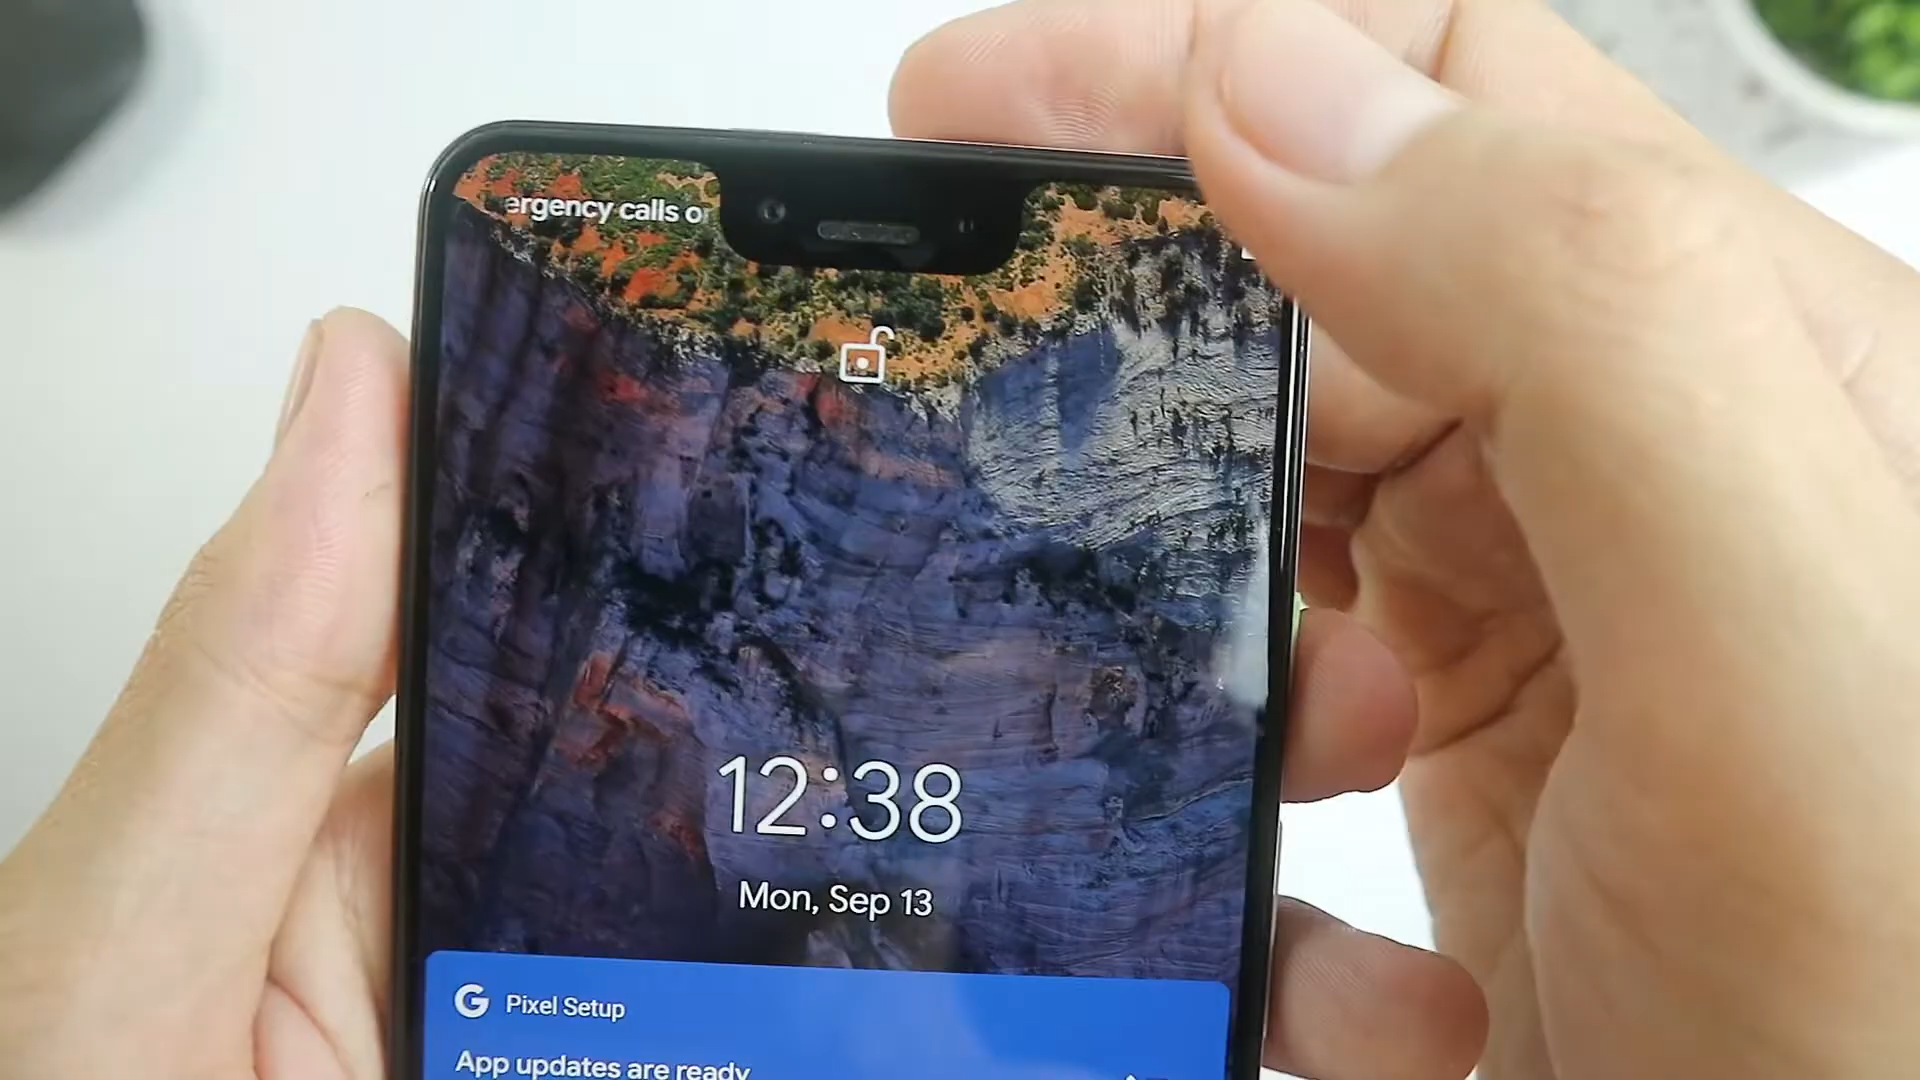 ergency calls o
12:38
Mon, Sep 13
G Pixel Setup
App updates are ready